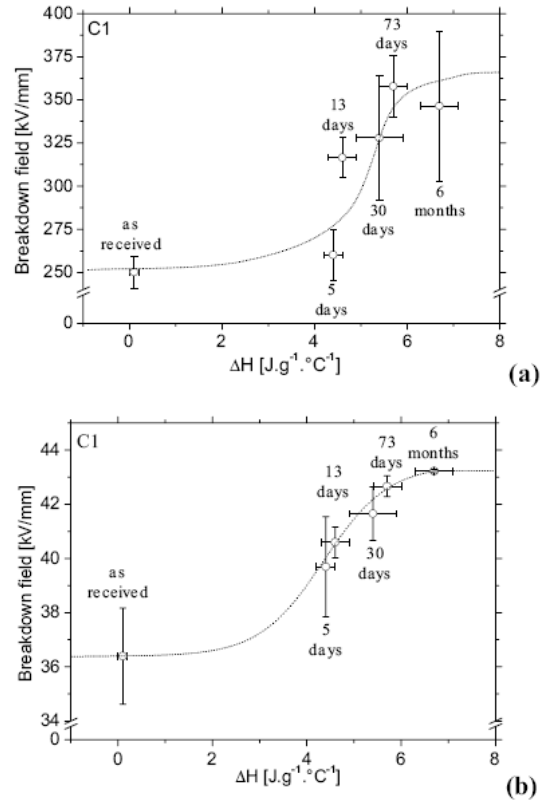 C1
73
days
13
days
as
received
5
days
30
days
6
months
375
350
325
300
275
250
0
Breakdown field [kV/mm]
0 2 4 6 8
ΔH [J.g⁻¹.°C⁻¹]
(a)
C1
6
months
73
days
13
days
30
days
5
days
as
received
44
42
40
38
36
34
0
Breakdown field [kV/mm]
0 2 4 6 8
ΔH [J.g⁻¹.°C⁻¹]
(b)